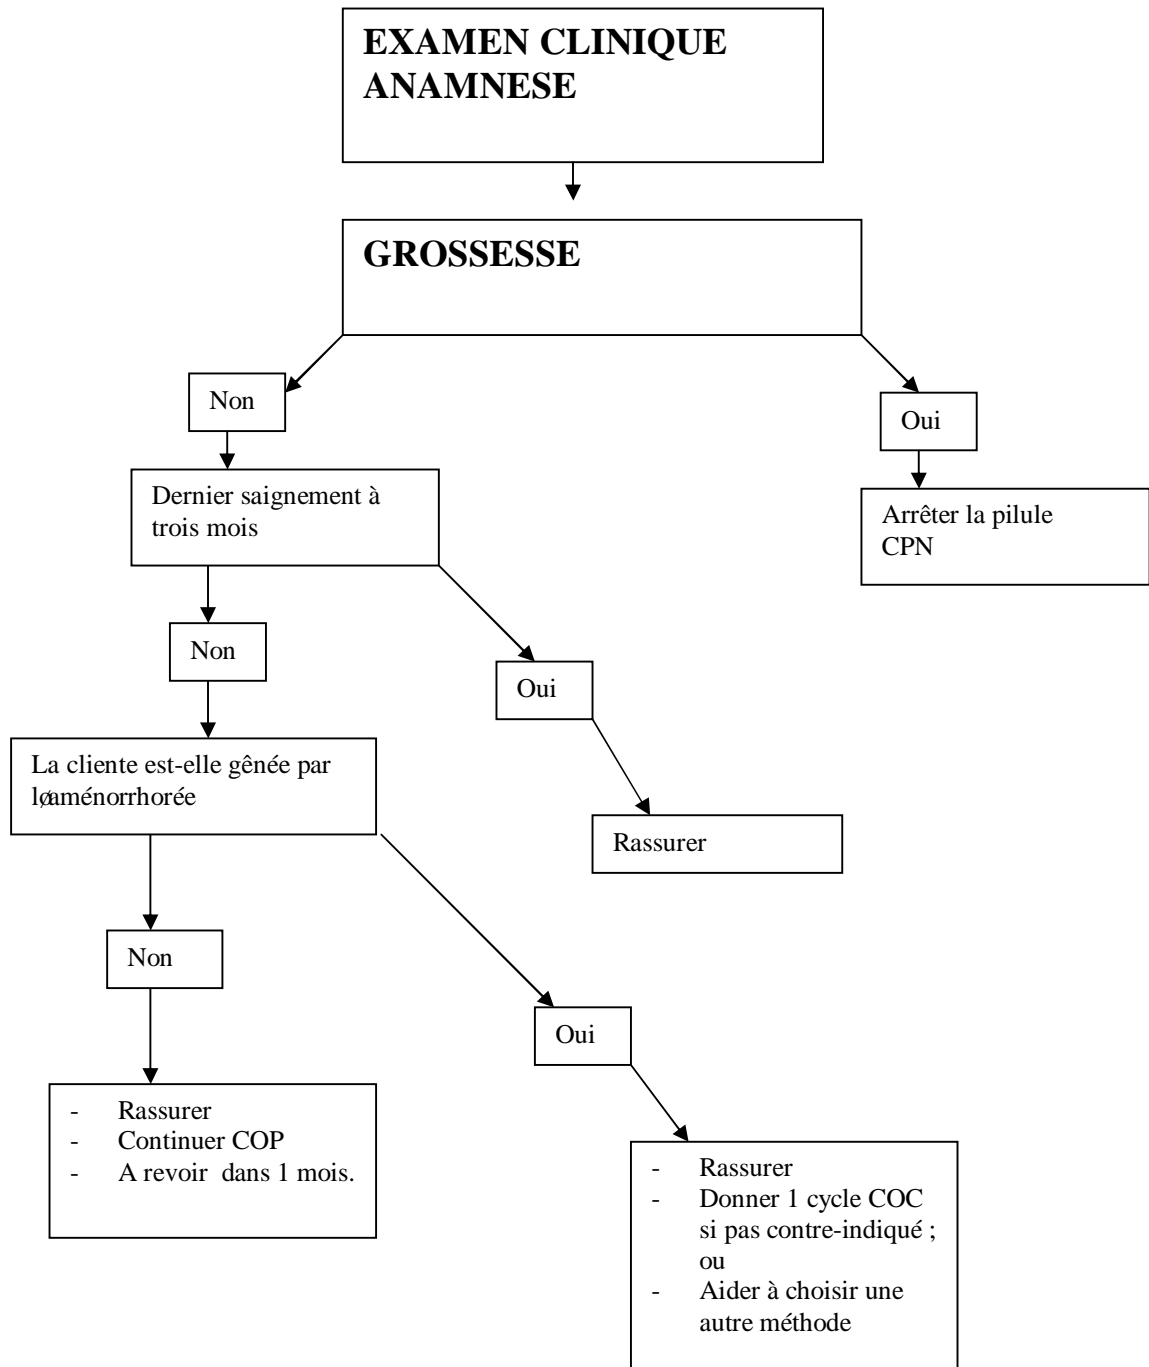 EXAMEN CLINIQUE
ANAMNESE
GROSSESSE
Non
Oui
Dernier saignement à
trois mois
Arrêter la pilule
CPN
Non
Oui
La cliente est-elle gênée par
løaménorrhorée
Rassurer
Non
Oui
- Rassurer
- Continuer COP
- A revoir dans 1 mois.
- Rassurer
- Donner 1 cycle COC
si pas contre-indiqué ;
ou
- Aider à choisir une
autre méthode